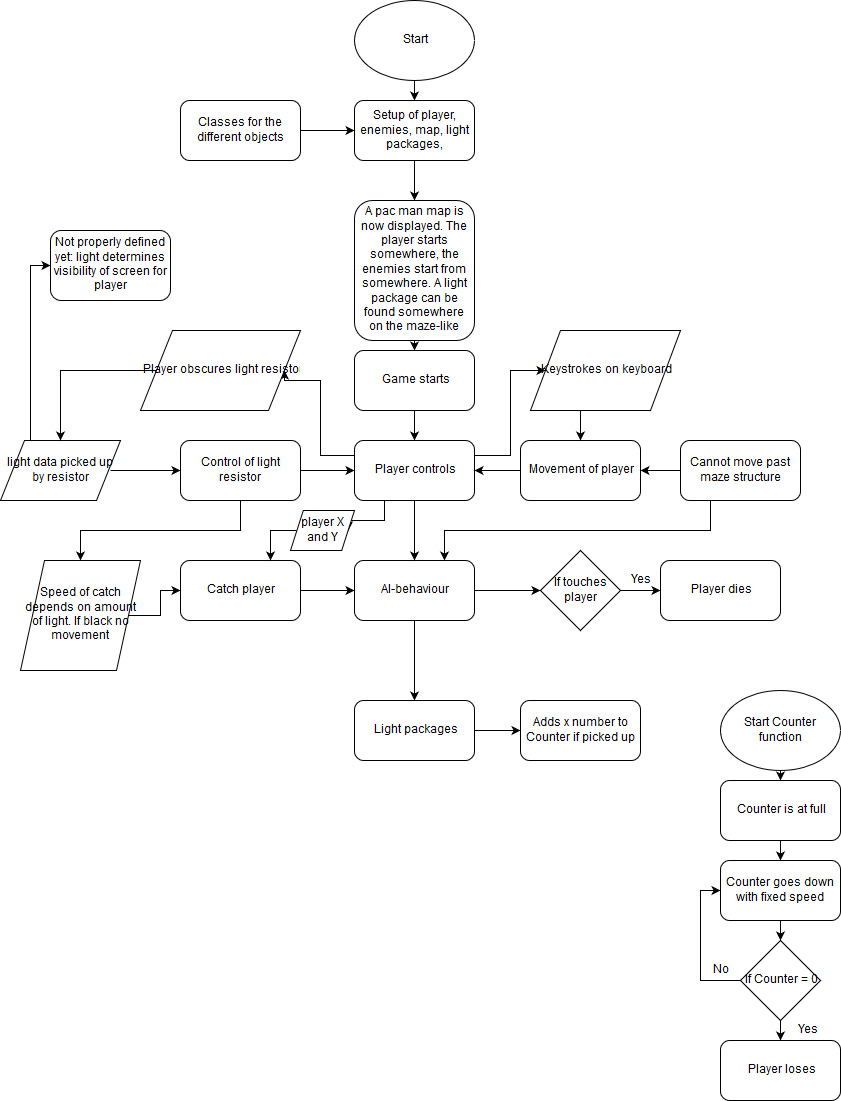 Start
Classes for the
different objects
Setup of player,
enemies, map, light
packages,
A pac man map is
now displayed. The
player starts
somewhere, the
enemies start from
somewhere. A light
package can be
found somewhere
on the maze-like
Not properly defined
yet: light determines
visibility of screen for
player
Player obscures light resisto
Game starts
Keystrokes on keyboard
light data picked up
by resistor
Control of light
resistor
Player controls
Movement of player
Cannot move past
maze structure
player X
and Y
Speed of catch
depends on amount
of light. If black no
movement
Catch player
AI-behaviour
If touches
player
Yes
Player dies
Light packages
Adds x number to
Counter if picked up
Start Counter
function
Counter is at full
Counter goes down
with fixed speed
No
If Counter = 0
Yes
Player loses